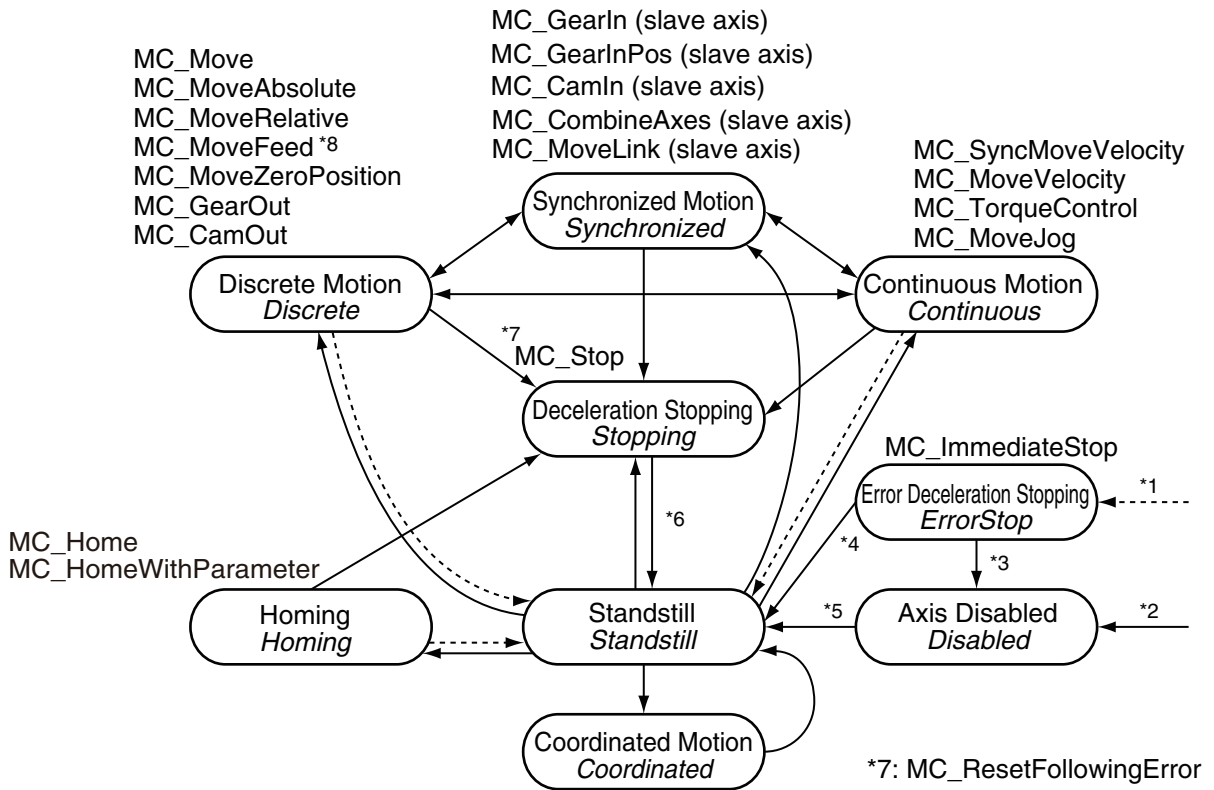 MC_GearIn (slave axis)
MC_GearInPos (slave axis)
MC_CamIn (slave axis)
MC_CombineAxes (slave axis)
MC_MoveLink (slave axis)
MC_Move
MC_MoveAbsolute
MC_MoveRelative
MC_MoveFeed *8
MC_MoveZeroPosition
MC_GearOut
MC_CamOut
MC_SyncMoveVelocity
MC_MoveVelocity
MC_TorqueControl
MC_MoveJog
Synchronized Motion
Synchronized
Discrete Motion
Discrete
Continuous Motion
Continuous
*7
MC_Stop
Deceleration Stopping
Stopping
MC_ImmediateStop
Error Deceleration Stopping
ErrorStop
*1
*6
*4
*3
MC_Home
MC_HomeWithParameter
Homing
Homing
Standstill
Standstill
*5
Axis Disabled
Disabled
*2
Coordinated Motion
Coordinated
*7: MC_ResetFollowingError